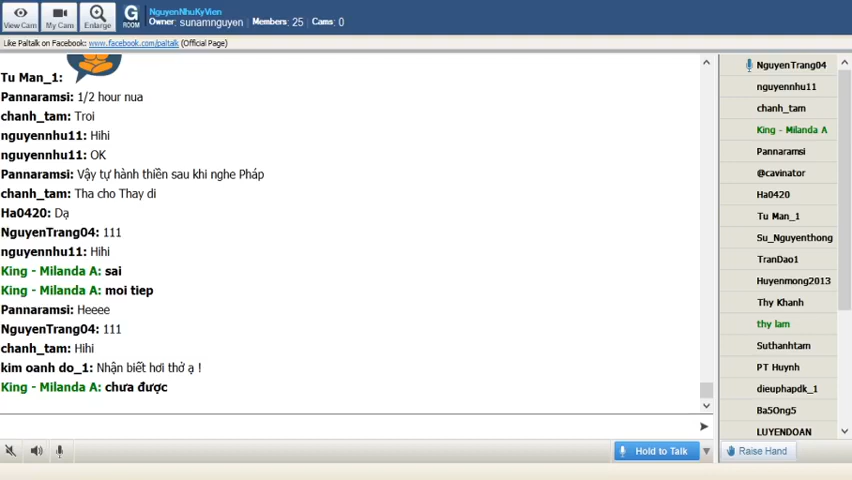 View Cam
My Cam
Enlarge
G
ROOM
NguyenNhuKyVien
Owner: sunamnguyen Members: 25 Cams: 0
Like Paltalk on Facebook: www.facebook.com/paltalk (Official Page)
Tu Man_1:
Pannaramsi: 1/2 hour nua
chanh_tam: Troi
nguyennhu11: Hihi
nguyennhu11: OK
Pannaramsi: Vậy tự hành thiền sau khi nghe Pháp
chanh_tam: Tha cho Thay di
Ha0420: Dạ
NguyenTrang04: 111
nguyennhu11: Hihi
King - Milanda A: sai
King - Milanda A: moi tiep
Pannaramsi: Heeee
NguyenTrang04: 111
chanh_tam: Hihi
kim oanh do_1: Nhận biết hơi thở ạ !
King - Milanda A: chưa được
NguyenTrang04
nguyennhu11
chanh_tam
King - Milanda A
Pannaramsi
@cavinator
Ha0420
Tu Man_1
Su_Nguyenthong
TranDao1
Huyenmong2013
Thy Khanh
thy lam
Suthanhtam
PT Huynh
dieuphapdk_1
Ba5Ong5
LUYENDOAN
Hold to Talk
Raise Hand